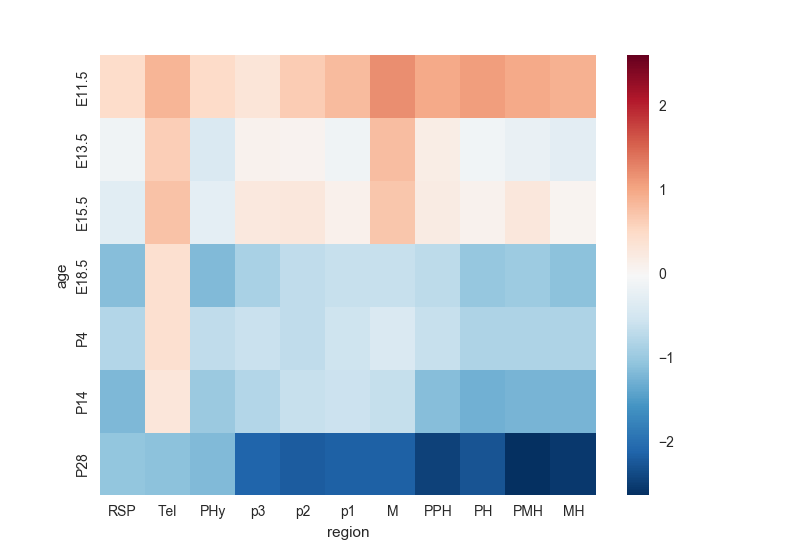 E11.5
E13.5
E15.5
E18.5
P4
P14
P28
age
RSP Tel PHy p3 p2 p1 M PPH PH PMH MH
region
2
1
0
−1
−2